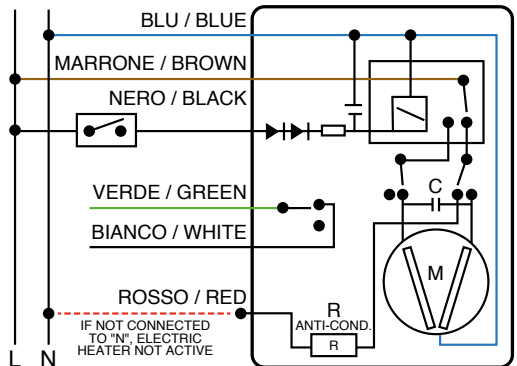 BLU / BLUE
MARRONE / BROWN
NERO / BLACK
VERDE / GREEN
C
BIANCO / WHITE
M
ROSSO / RED
R
ANTI-COND.
R
IF NOT CONNECTED
TO "N", ELECTRIC
HEATER NOT ACTIVE
L N